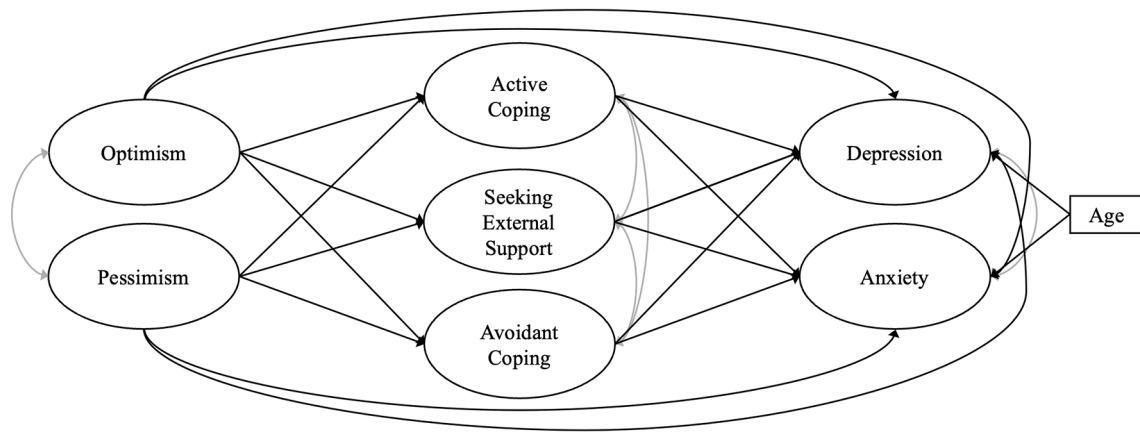 Active
Coping
Optimism
Depression
Seeking
External
Support
Age
Pessimism
Anxiety
Avoidant
Coping